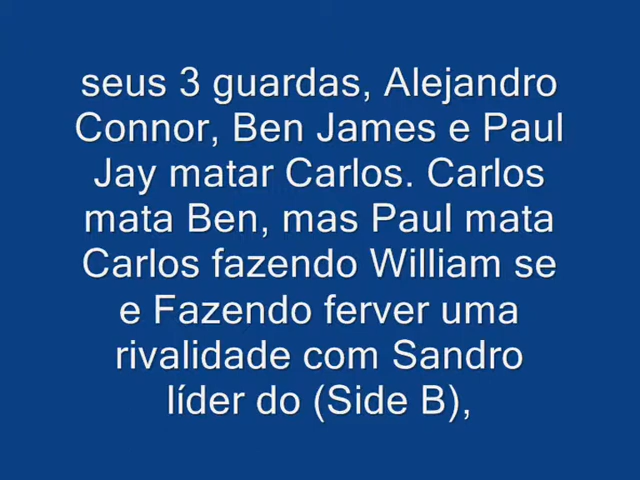 seus 3 guardas, Alejandro
Connor, Ben James e Paul
Jay matar Carlos. Carlos
mata Ben, mas Paul mata
Carlos fazendo William se
e Fazendo ferver uma
rivalidade com Sandro
líder do (Side B),